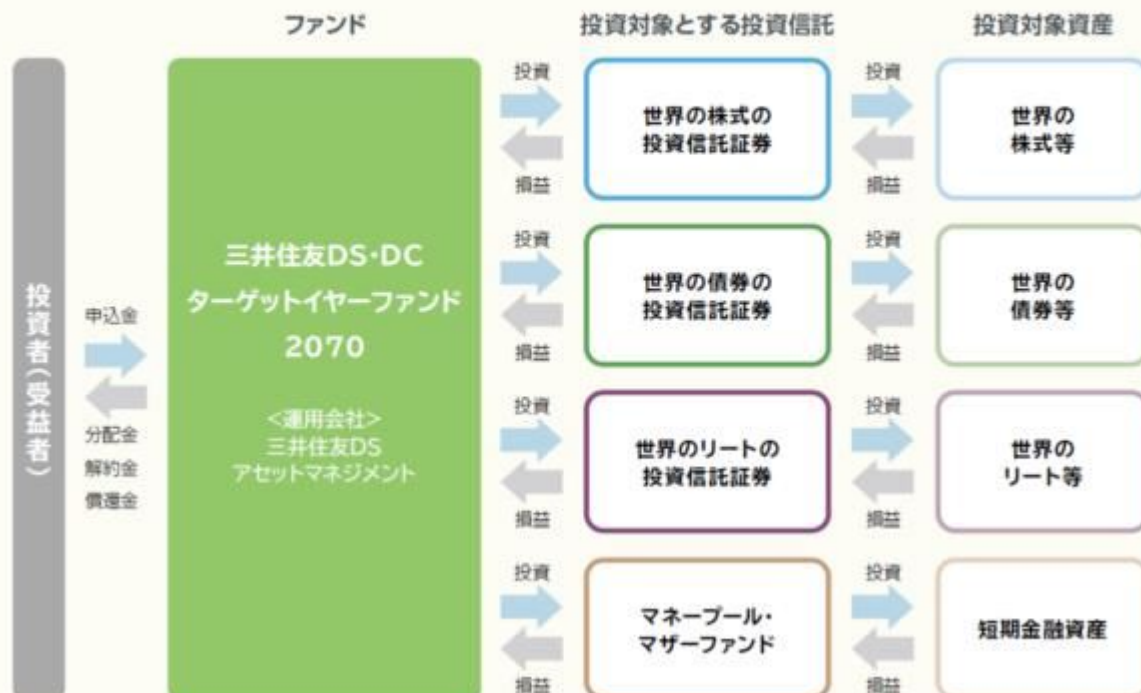 ファンド
投資対象とする投資信託
投資対象資産
投資者(受益者)
申込金
分配金
解約金
償還金
三井住友DS・DC
ターゲットイヤーファンド
2070
<運用会社>
三井住友DS
アセットマネジメント
投資
損益
世界の株式の
投資信託証券
投資
損益
世界の
株式等
投資
損益
世界の債券の
投資信託証券
投資
損益
世界の
債券等
投資
損益
世界のリートの
投資信託証券
投資
損益
世界の
リート等
投資
損益
マネープール・
マザーファンド
投資
損益
短期金融資産